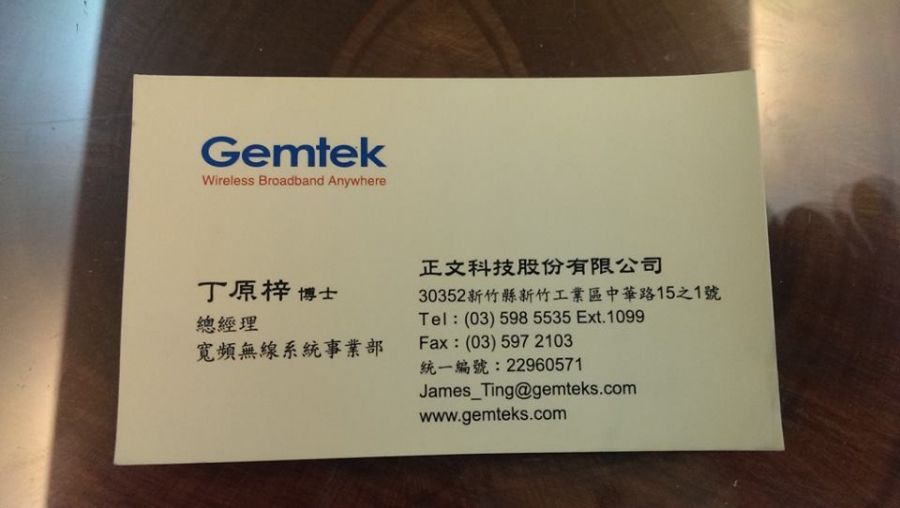 Gemtek
Wireless Broadband Anywhere
丁原梓 博士
總經理
寬頻無線系統事業部
正文科技股份有限公司
30352新竹縣新竹工業區中華路15之1號
Tel：(03) 598 5535 Ext.1099
Fax：(03) 597 2103
統一編號：22960571
James_Ting@gemteks.com
www.gemteks.com